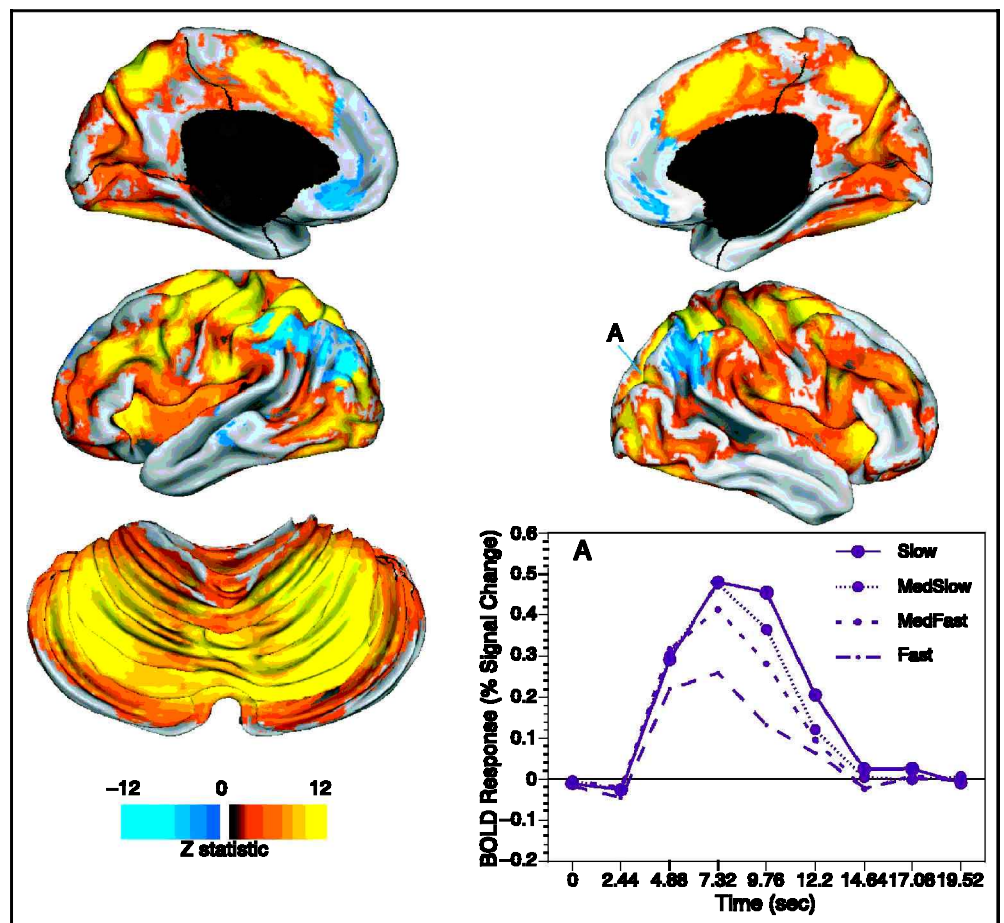 A
−12 0 12
Z statistic
A
Slow
MedSlow
MedFast
Fast
BOLD Response (% Signal Change)
0.6
0.5
0.4
0.3
0.2
0.1
0
−0.1
−0.2
0 2.44 4.88 7.32 9.76 12.2 14.64 17.08 19.52
Time (sec)